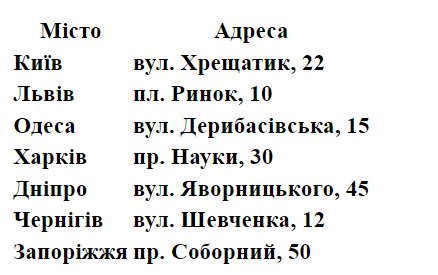 Місто Адреса
Київ вул. Хрещатик, 22
Львів пл. Ринок, 10
Одеса вул. Дерибасівська, 15
Харків пр. Науки, 30
Дніпро вул. Яворницького, 45
Чернігів вул. Шевченка, 12
Запоріжжя пр. Соборний, 50